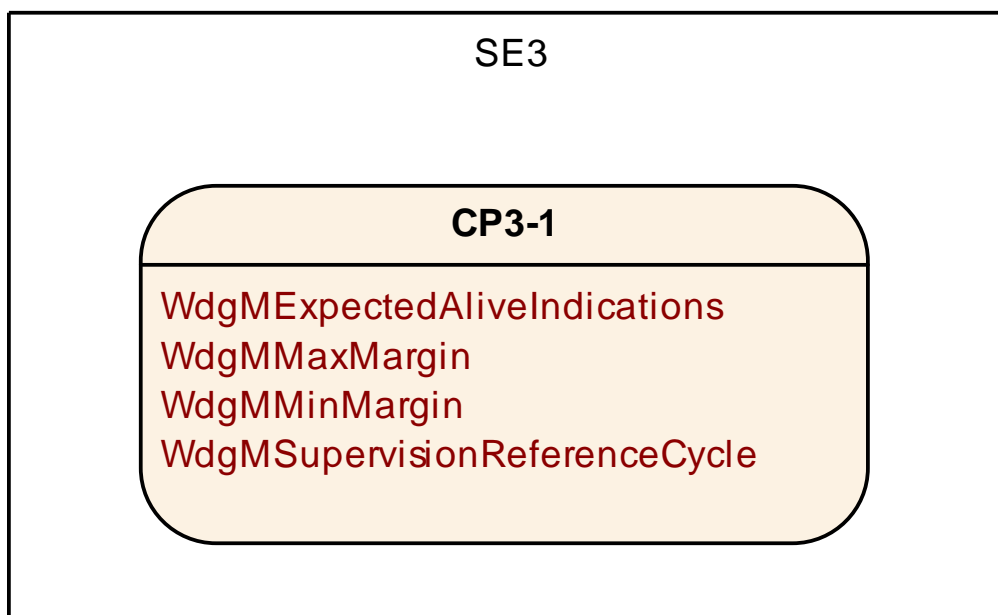 SE3
CP3-1
WdgMExpectedAliveIndications
WdgMMaxMargin
WdgMMinMargin
WdgMSupervisionReferenceCycle